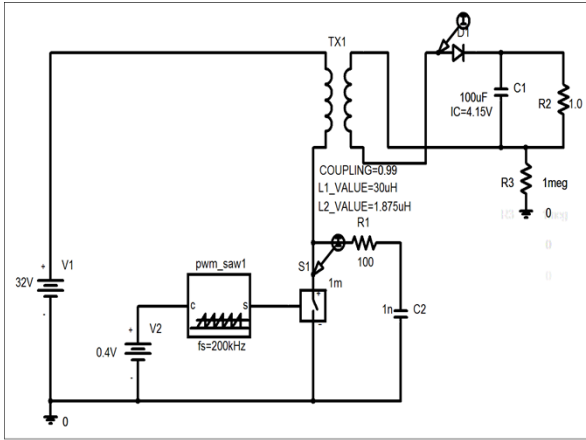 TX1
D1
C1
100uF
IC=4.15V
R2
1.0
COUPLING=0.99
L1_VALUE=30uH
L2_VALUE=1.875uH
R3
1meg
0
R1
100
S1
1m
pwm_saw1
c
s
fs=200kHz
V1
32V
V2
0.4V
1n
C2
0
R3 1meg
0
0